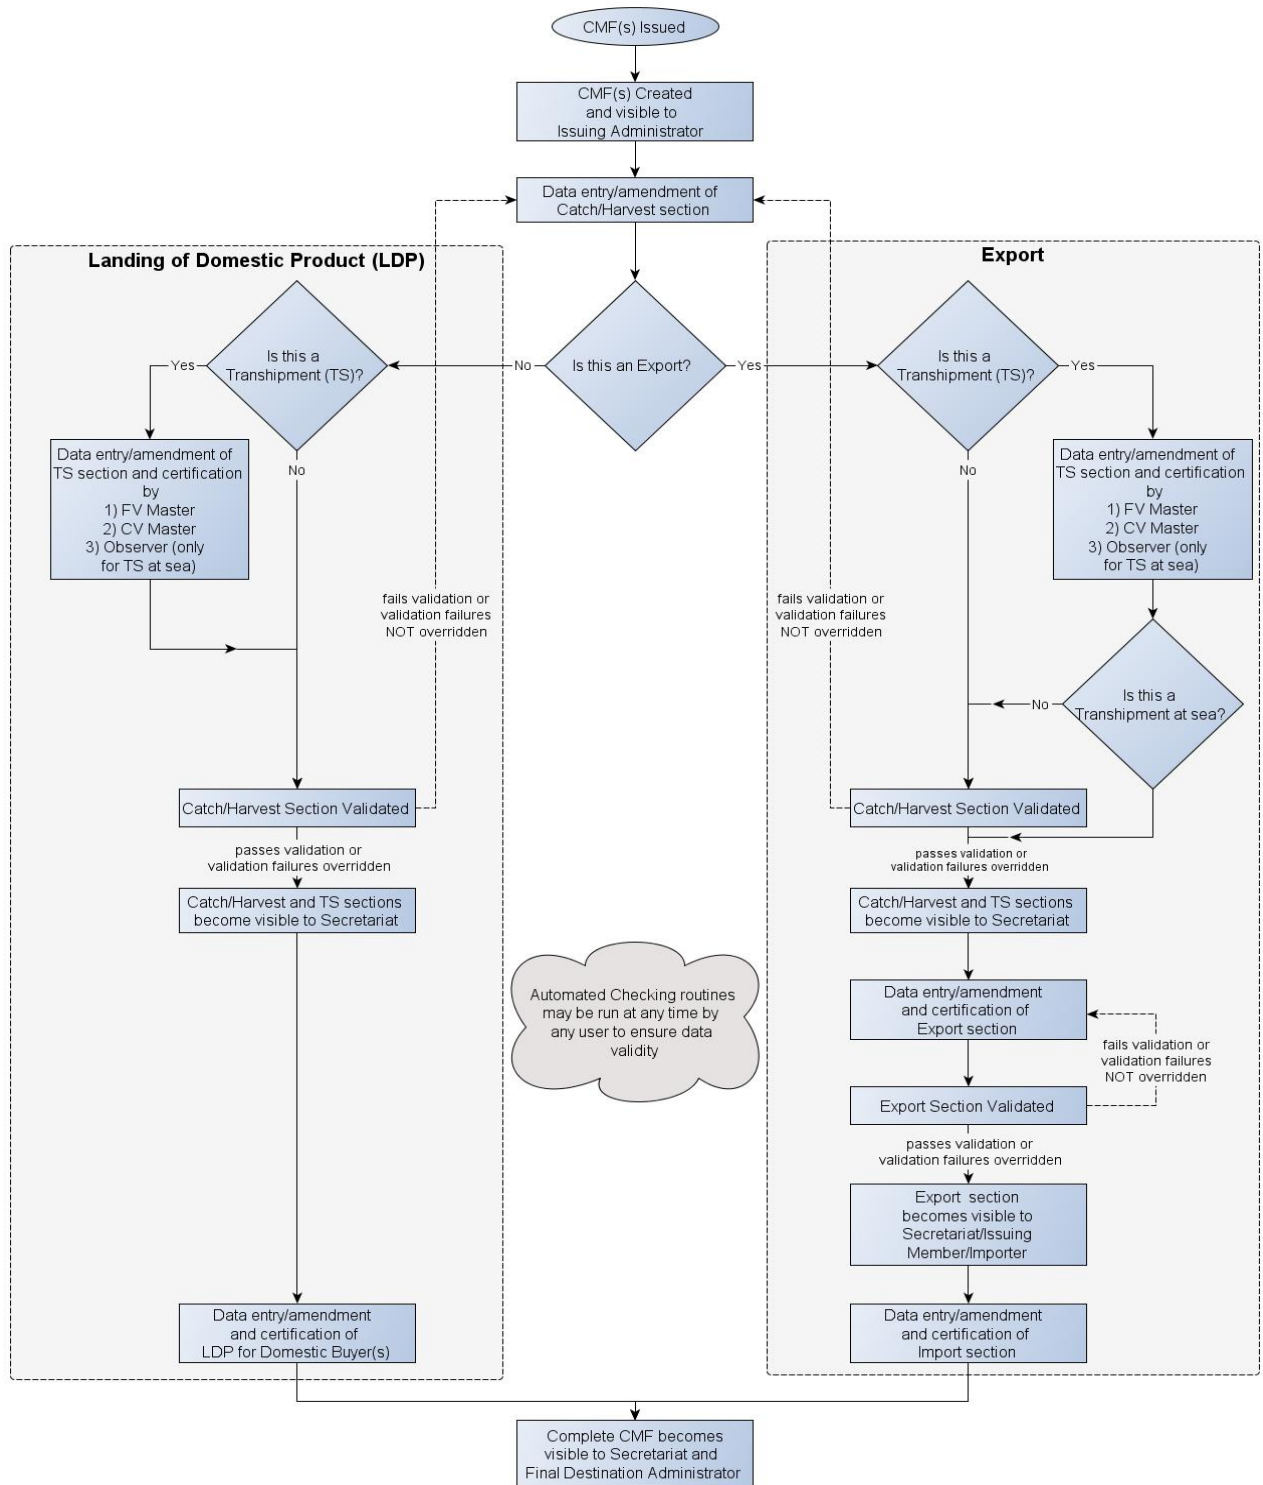 CMF(s) Issued
CMF(s) Created
and visible to
Issuing Administrator
Data entry/amendment of
Catch/Harvest section
Landing of Domestic Product (LDP)
Export
Is this a
Transhipment (TS)?
Yes
No
No
Is this an Export?
Yes
Is this a
Transhipment (TS)?
Yes
No
Data entry/amendment of
TS section and certification
by
1) FV Master
2) CV Master
3) Observer (only
for TS at sea)
Data entry/amendment of
TS section and certification
by
1) FV Master
2) CV Master
3) Observer (only
for TS at sea)
fails validation or
validation failures
NOT overridden
fails validation or
validation failures
NOT overridden
Is this a
Transhipment at sea?
No
Catch/Harvest Section Validated
passes validation or
validation failures overridden
Catch/Harvest and TS sections
become visible to Secretariat
Catch/Harvest Section Validated
passes validation or
validation failures overridden
Catch/Harvest and TS sections
become visible to Secretariat
Automated Checking routines
may be run at any time by
any user to ensure data
validity
Data entry/amendment
and certification of
Export section
fails validation or
validation failures
NOT overridden
Export Section Validated
passes validation or
validation failures overridden
Export section
becomes visible to
Secretariat/Issuing
Member/Importer
Data entry/amendment
and certification of
LDP for Domestic Buyer(s)
Data entry/amendment
and certification of
Import section
Complete CMF becomes
visible to Secretariat and
Final Destination Administrator